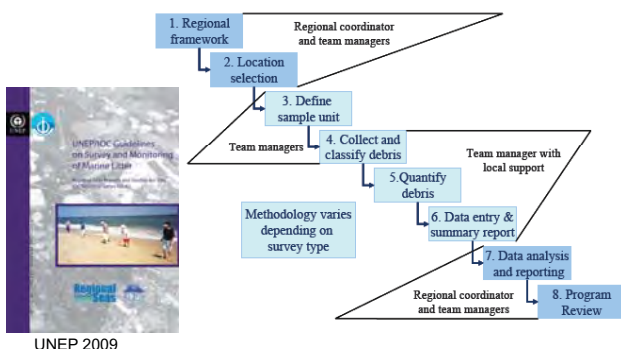 1. Regional
framework
Regional coordinator
and team managers
2. Location
selection
3. Define
sample unit
Team managers
4. Collect and
classify debris
Team manager with
local support
5.Quantify
debris
Methodology varies
depending on
survey type
6. Data entry &
summary report
7. Data analysis
and reporting
8. Program
Review
Regional coordinator
and team managers
UNEP
UNEP/IOC Guidelines
on Survey and Monitoring
of Marine Litter
Regional
Seas
UNEP 2009